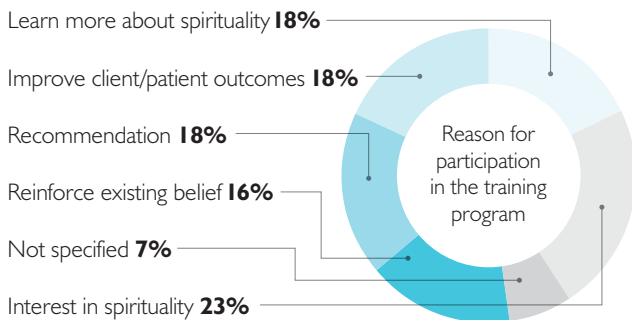 Learn more about spirituality 18%
Improve client/patient outcomes 18%
Recommendation 18%
Reinforce existing belief 16%
Not specified 7%
Interest in spirituality 23%
Reason for
participation
in the training
program